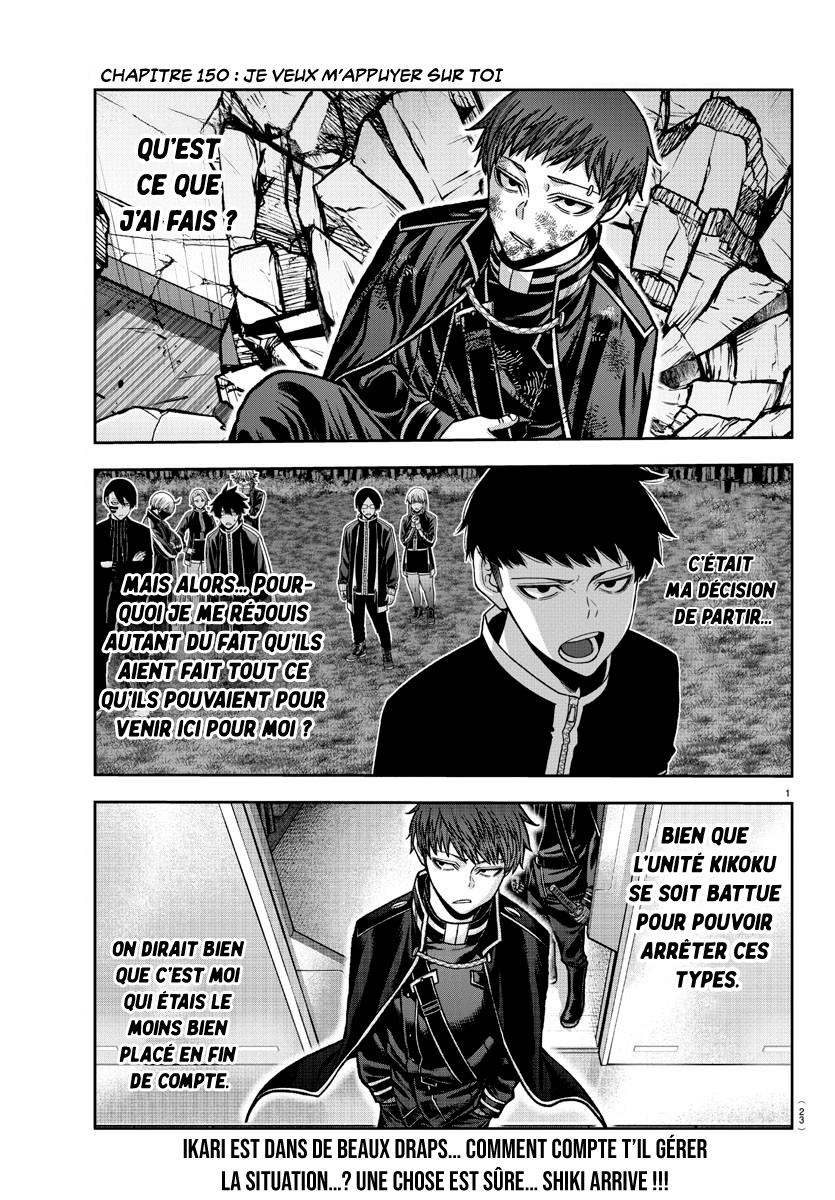 CHAPITRE 150 : JE VEUX M'APPUYER SUR TOI
QU'EST
CE QUE
J'AI FAIS ?
C'ÉTAIT
MA DÉCISION
DE PARTIR...
MAIS ALORS... POUR-
QUOI JE ME RÉJOUIS
AUTANT DU FAIT QU'ILS
AIENT FAIT TOUT CE
QU'ILS POUVAIENT POUR
VENIR ICI POUR MOI ?
1
BIEN QUE
L'UNITÉ KIKOKU
SE SOIT BATTUE
POUR POUVOIR
ARRÊTER CES
TYPES.
ON DIRAIT BIEN
QUE C'EST MOI
QUI ÉTAIS LE
MOINS BIEN
PLACÉ EN FIN
DE COMPTE.
(23)
IKARI EST DANS DE BEAUX DRAPS... COMMENT COMPTE T'IL GÉRER
LA SITUATION...? UNE CHOSE EST SÛRE... SHIKI ARRIVE !!!